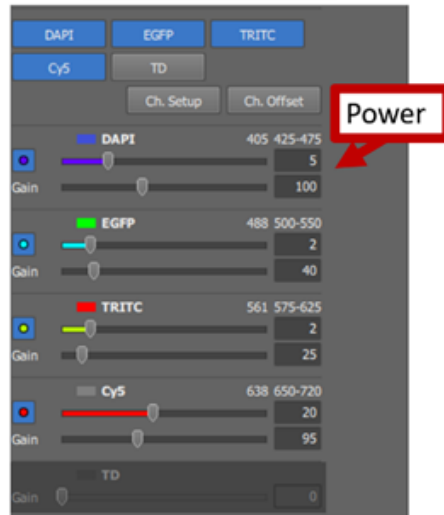 DAPI EGFP TRITC
Cy5 TD
Ch. Setup Ch. Offset
Power
DAPI 405 425-475
5
Gain 100
EGFP 488 500-550
2
Gain 40
TRITC 561 575-625
2
Gain 25
Cy5 638 650-720
20
Gain 95
TD
Gain 0